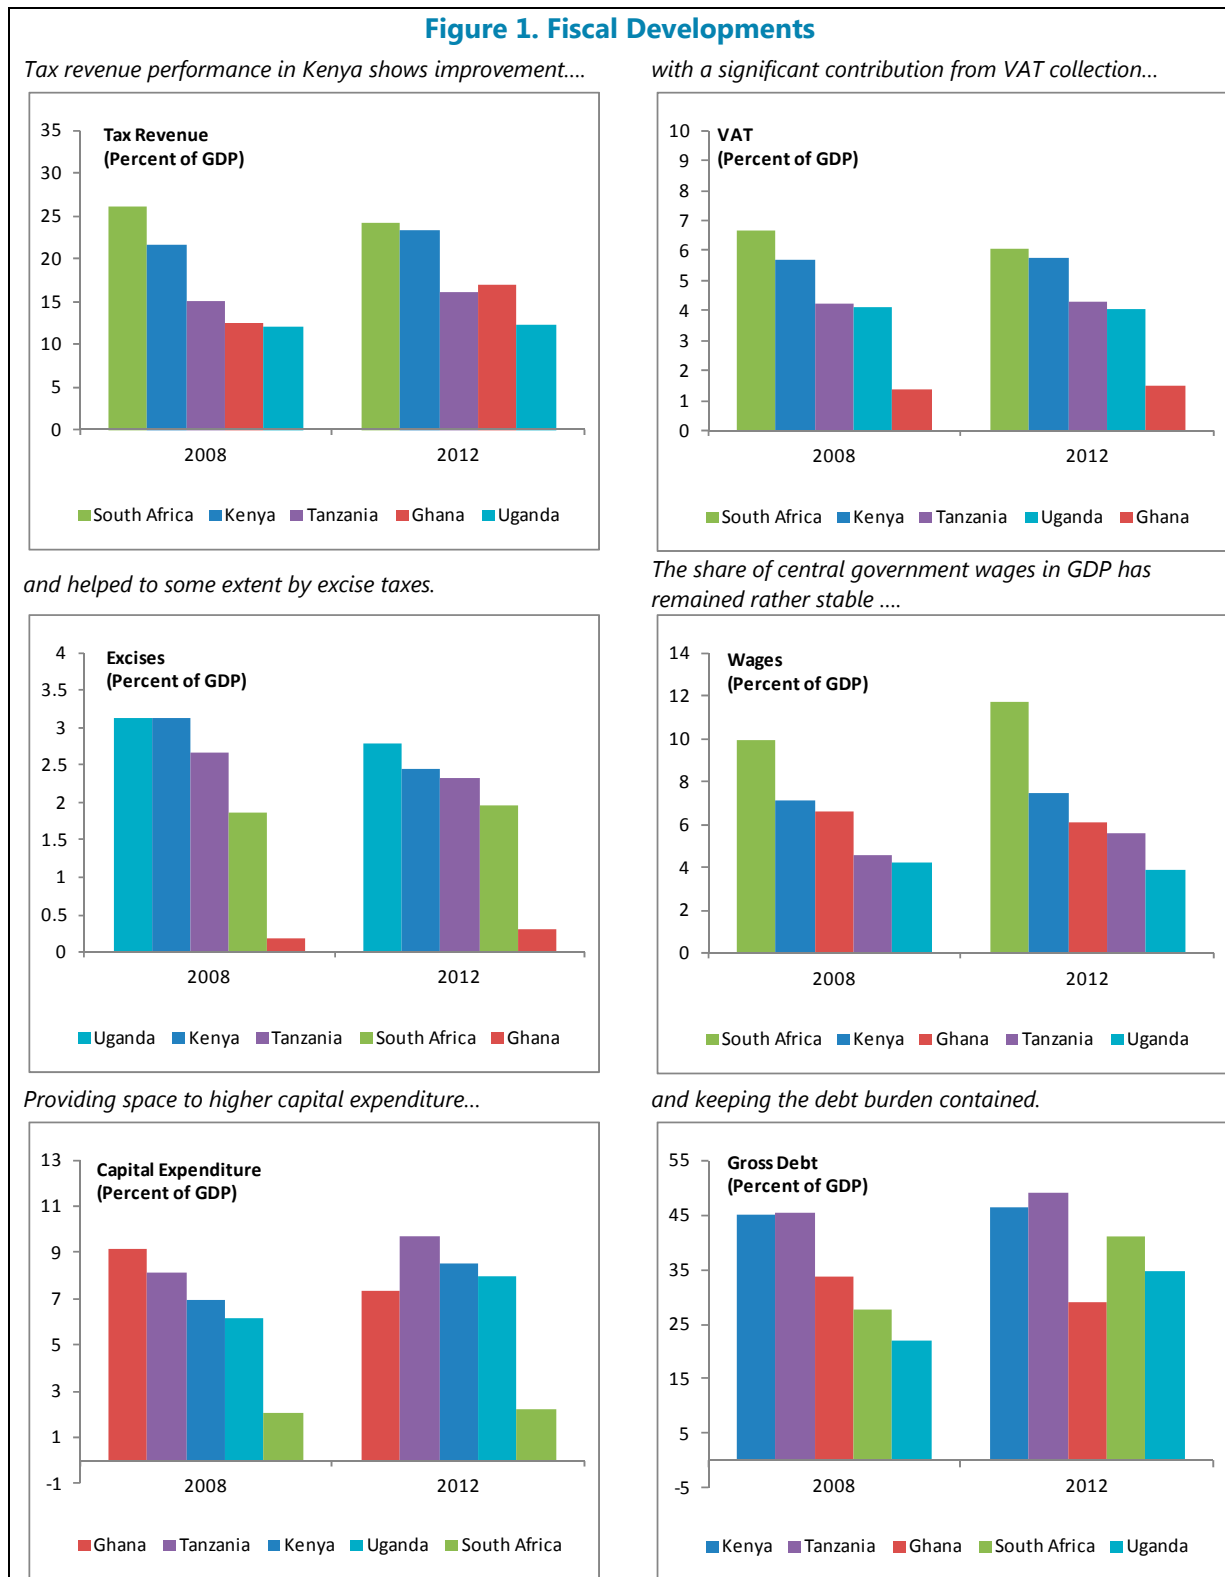 Figure 1. Fiscal Developments
Tax revenue performance in Kenya shows improvement....
with a significant contribution from VAT collection...
Tax Revenue
(Percent of GDP)
35
30
25
20
15
10
5
0
2008
2012
South Africa Kenya Tanzania Ghana Uganda
VAT
(Percent of GDP)
10
9
8
7
6
5
4
3
2
1
0
2008
2012
South Africa Kenya Tanzania Uganda Ghana
and helped to some extent by excise taxes.
The share of central government wages in GDP has
remained rather stable ....
Excises
(Percent of GDP)
4
3.5
3
2.5
2
1.5
1
0.5
0
2008
2012
Uganda Kenya Tanzania South Africa Ghana
Wages
(Percent of GDP)
14
12
10
8
6
4
2
0
2008
2012
South Africa Kenya Ghana Tanzania Uganda
Providing space to higher capital expenditure...
and keeping the debt burden contained.
Capital Expenditure
(Percent of GDP)
13
11
9
7
5
3
1
-1
2008
2012
Ghana Tanzania Kenya Uganda South Africa
Gross Debt
(Percent of GDP)
55
45
35
25
15
5
-5
2008
2012
Kenya Tanzania Ghana South Africa Uganda